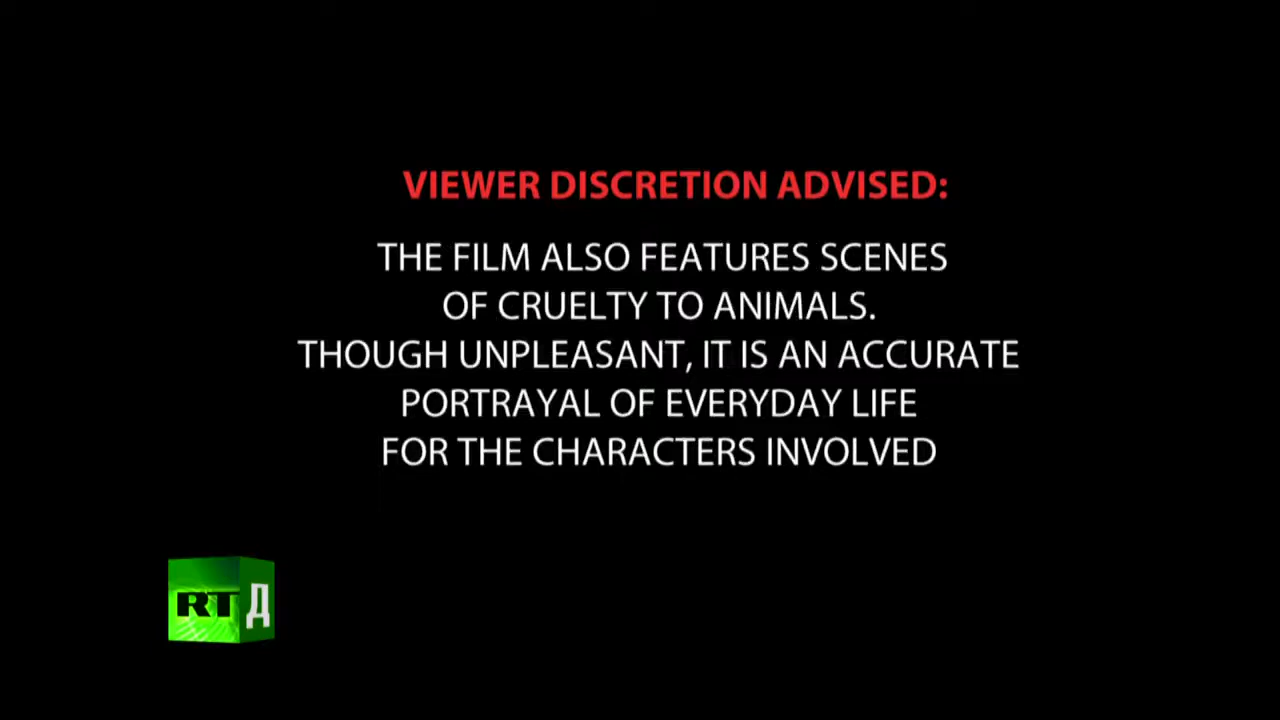 VIEWER DISCRETION ADVISED:
THE FILM ALSO FEATURES SCENES
OF CRUELTY TO ANIMALS.
THOUGH UNPLEASANT, IT IS AN ACCURATE
PORTRAYAL OF EVERYDAY LIFE
FOR THE CHARACTERS INVOLVED
RT Д